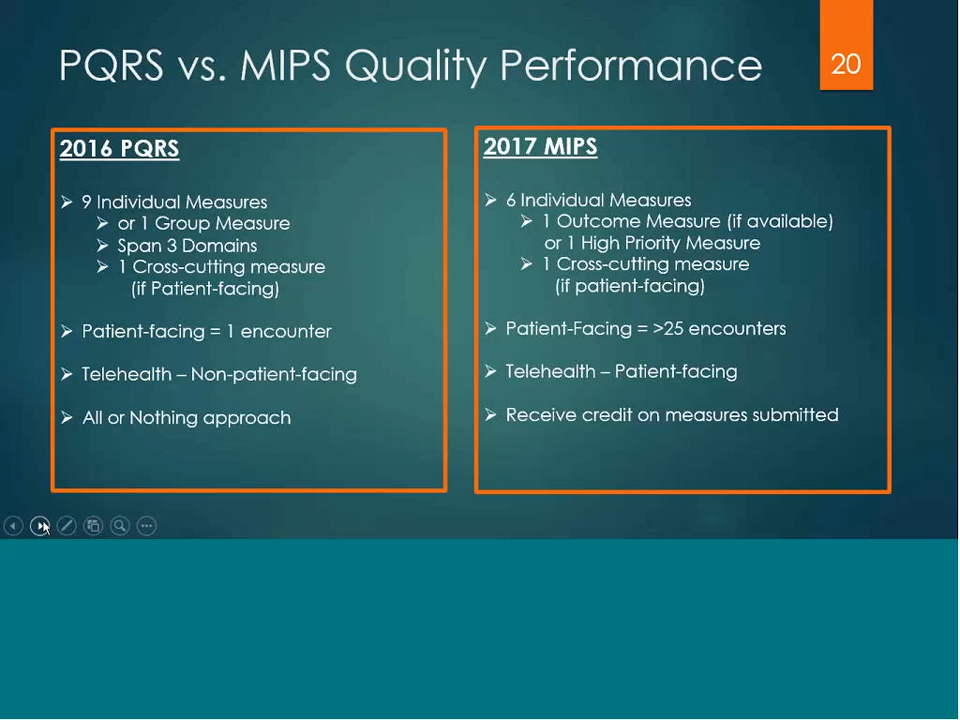 PQRS vs. MIPS Quality Performance
20
2016 PQRS
➢ 9 Individual Measures
➢ or 1 Group Measure
➢ Span 3 Domains
➢ 1 Cross-cutting measure
(if Patient-facing)
➢ Patient-facing = 1 encounter
➢ Telehealth – Non-patient-facing
➢ All or Nothing approach
2017 MIPS
➢ 6 Individual Measures
➢ 1 Outcome Measure (if available)
or 1 High Priority Measure
➢ 1 Cross-cutting measure
(if patient-facing)
➢ Patient-Facing = >25 encounters
➢ Telehealth – Patient-facing
➢ Receive credit on measures submitted